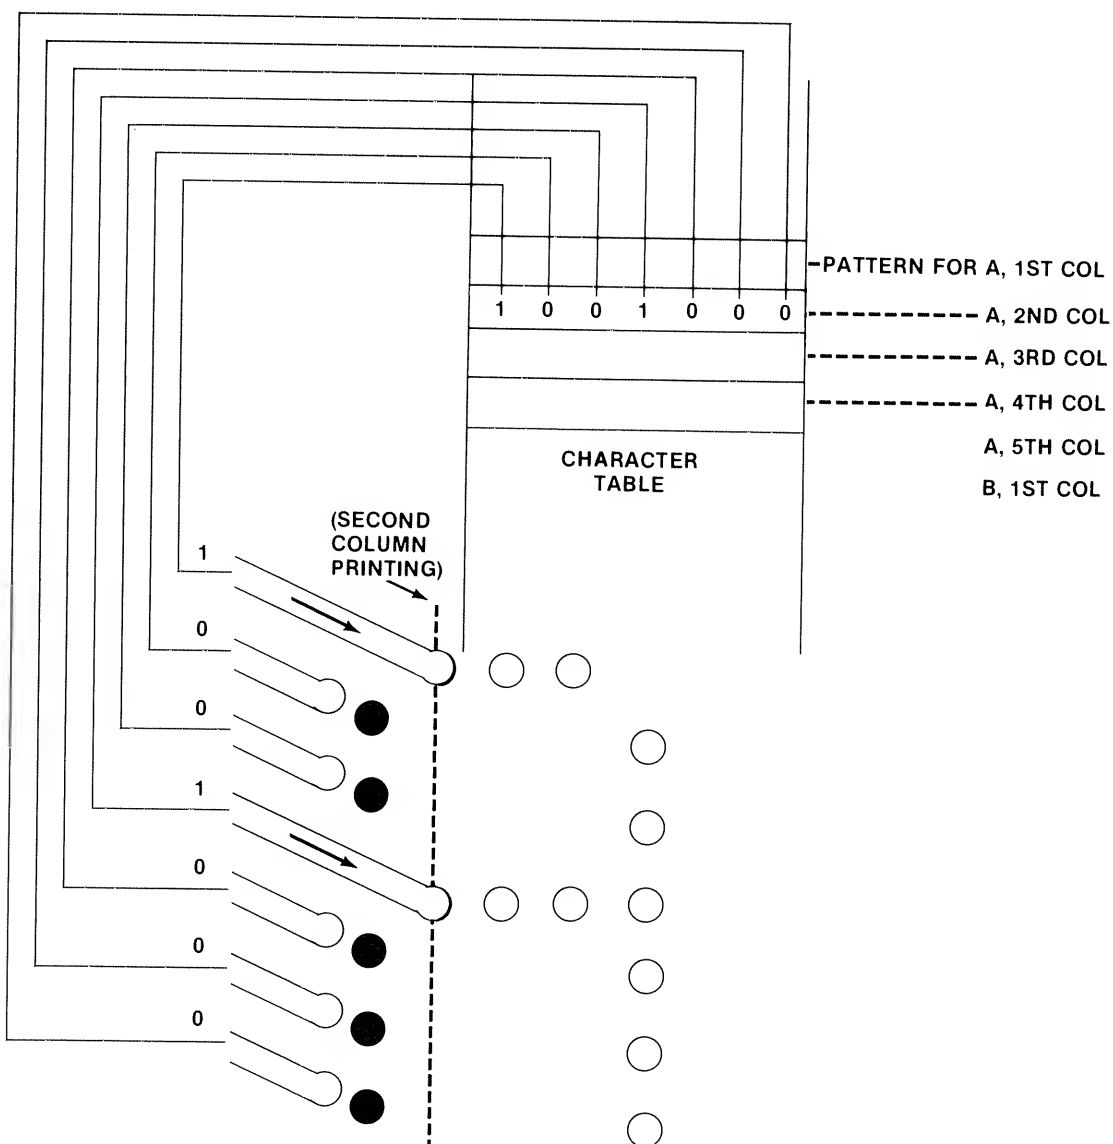 PATTERN FOR A, 1ST COL
1 0 0 1 0 0 0
A, 2ND COL
A, 3RD COL
A, 4TH COL
A, 5TH COL
B, 1ST COL
CHARACTER
TABLE
(SECOND
COLUMN
PRINTING)
1
0
0
1
0
0
0